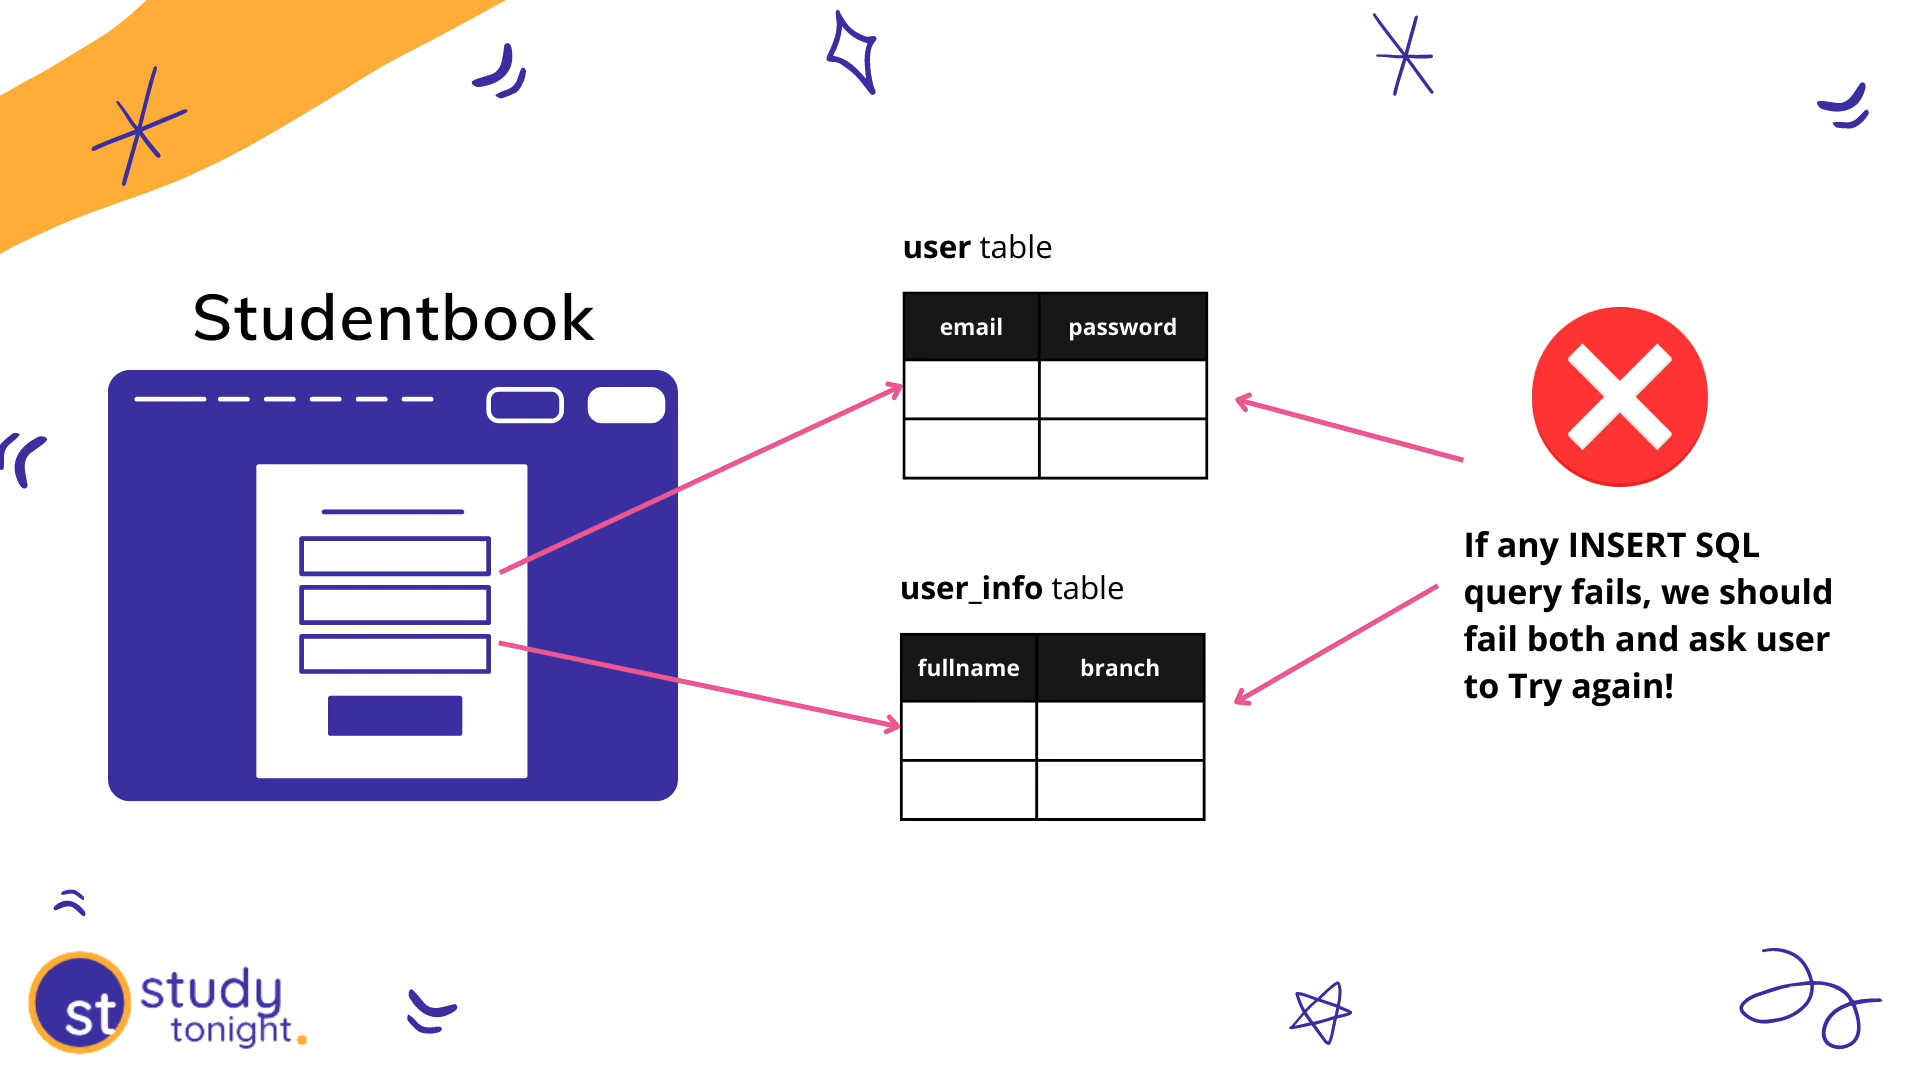 Studentbook
user table
email password
user_info table
fullname branch
If any INSERT SQL
query fails, we should
fail both and ask user
to Try again!
st
study
tonight.